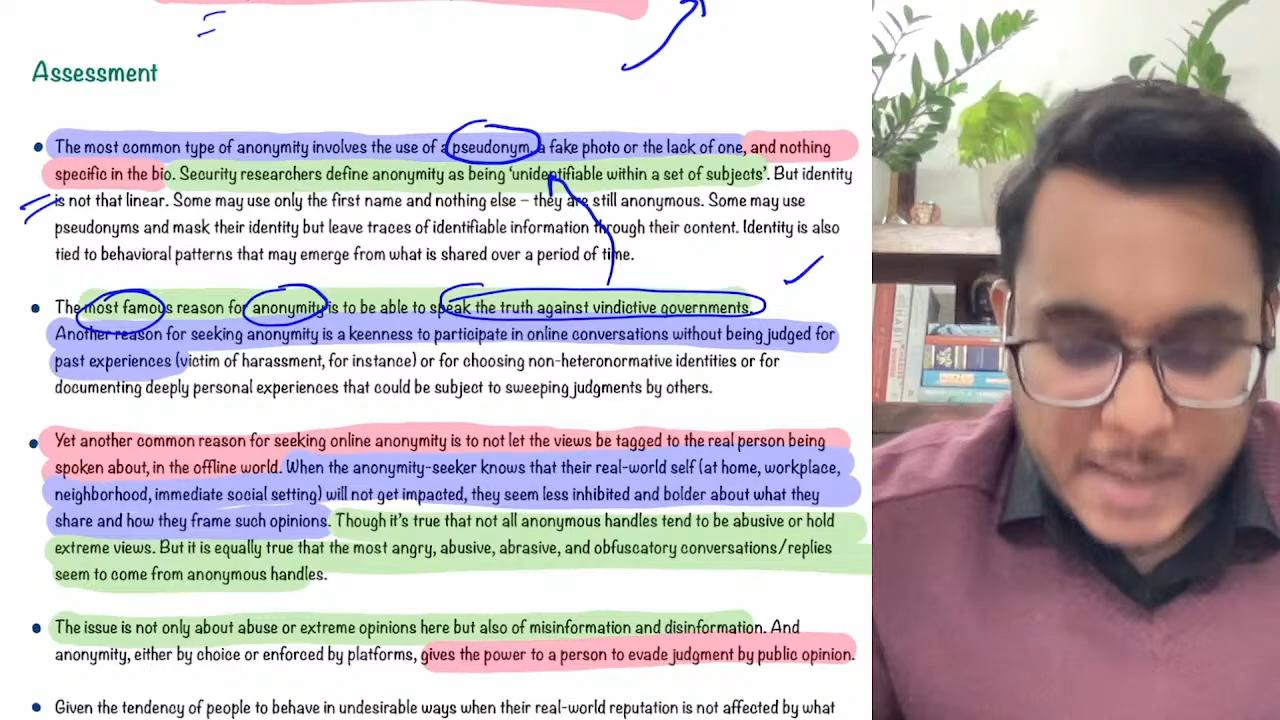 Assessment
The most common type of anonymity involves the use of a pseudonym, a fake photo or the lack of one, and nothing
specific in the bio. Security researchers define anonymity as being ‘unidentifiable within a set of subjects’. But identity
is not that linear. Some may use only the first name and nothing else – they are still anonymous. Some may use
pseudonyms and mask their identity but leave traces of identifiable information through their content. Identity is also
tied to behavioral patterns that may emerge from what is shared over a period of time.
The most famous reason for anonymity is to be able to speak the truth against vindictive governments.
Another reason for seeking anonymity is a keenness to participate in online conversations without being judged for
past experiences (victim of harassment, for instance) or for choosing non-heteronormative identities or for
documenting deeply personal experiences that could be subject to sweeping judgments by others.
Yet another common reason for seeking online anonymity is to not let the views be tagged to the real person being
spoken about, in the offline world. When the anonymity-seeker knows that their real-world self (at home, workplace,
neighborhood, immediate social setting) will not get impacted, they seem less inhibited and bolder about what they
share and how they frame such opinions. Though it’s true that not all anonymous handles tend to be abusive or hold
extreme views. But it is equally true that the most angry, abusive, abrasive, and obfuscatory conversations/replies
seem to come from anonymous handles.
The issue is not only about abuse or extreme opinions here but also of misinformation and disinformation. And
anonymity, either by choice or enforced by platforms, gives the power to a person to evade judgment by public opinion.
Given the tendency of people to behave in undesirable ways when their real-world reputation is not affected by what